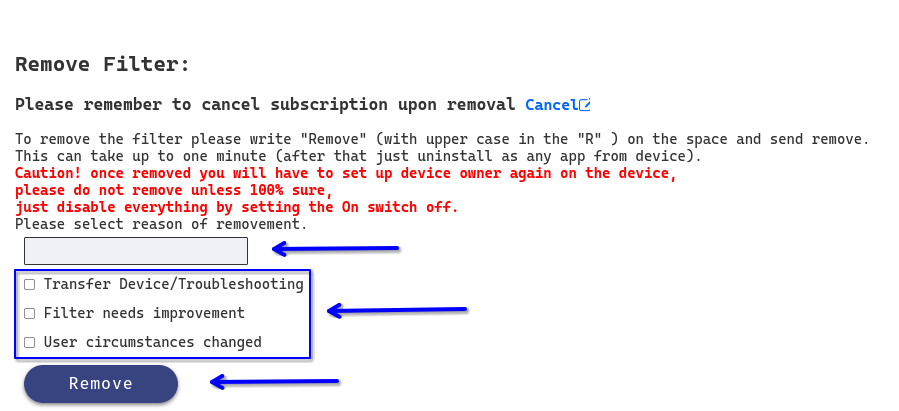 Remove Filter:
Please remember to cancel subscription upon removal Cancel
To remove the filter please write "Remove" (with upper case in the "R" ) on the space and send remove.
This can take up to one minute (after that just uninstall as any app from device).
Caution! once removed you will have to set up device owner again on the device,
please do not remove unless 100% sure,
just disable everything by setting the On switch off.
Please select reason of removement.
Transfer Device/Troubleshooting
Filter needs improvement
User circumstances changed
Remove